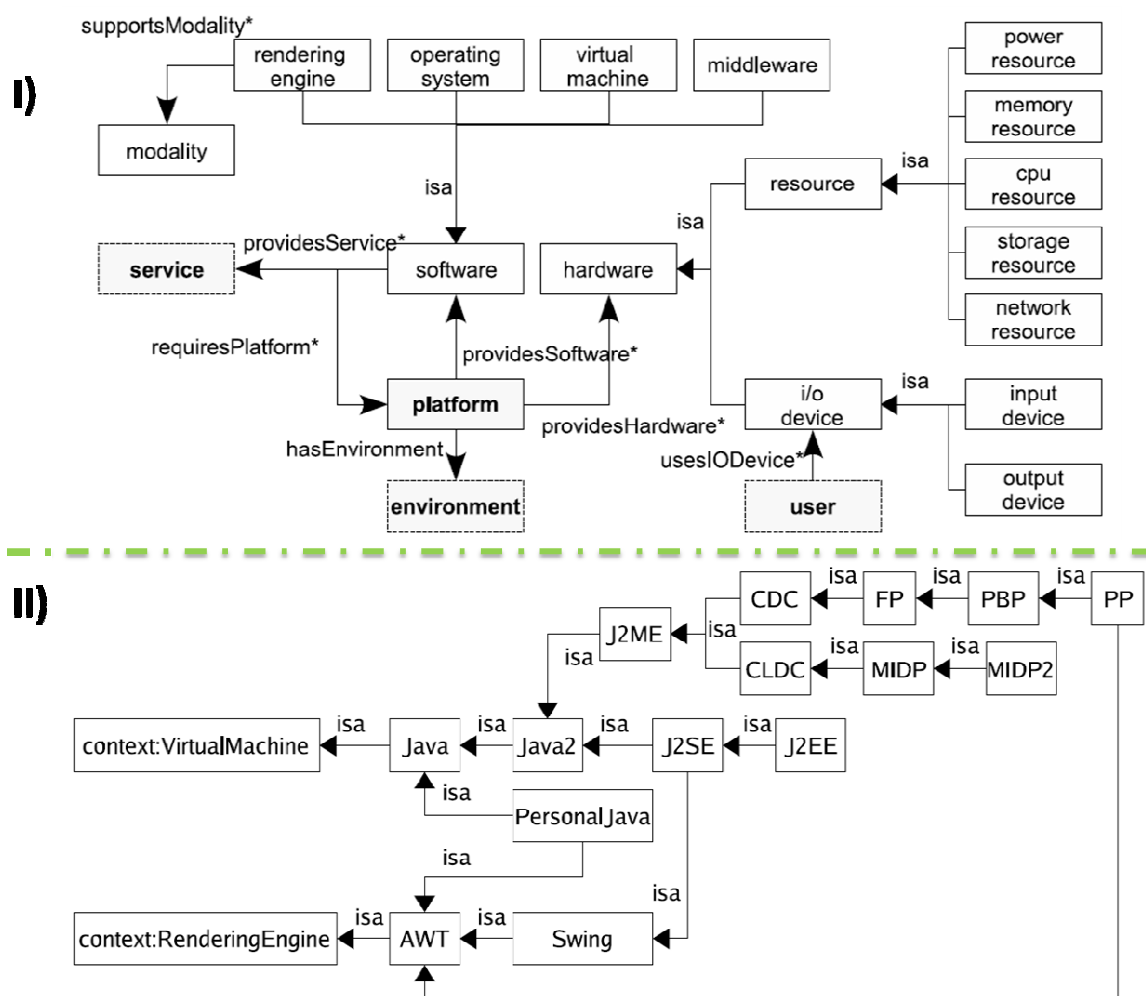 I)
supportsModality*
rendering
engine
operating
system
virtual
machine
middleware
modality
isa
power
resource
memory
resource
cpu
resource
storage
resource
network
resource
isa
resource
isa
providesService*
service
software
hardware
requiresPlatform*
providesSoftware*
platform
providesHardware*
hasEnvironment
environment
i/o
device
isa
input
device
output
device
usesIODevice*
user
II)
CDC
isa
FP
isa
PBP
isa
PP
J2ME
isa
isa
CLDC
isa
MIDP
isa
MIDP2
context:VirtualMachine
isa
Java
isa
Java2
isa
J2SE
isa
J2EE
isa
PersonalJava
isa
isa
context:RenderingEngine
isa
AWT
isa
Swing